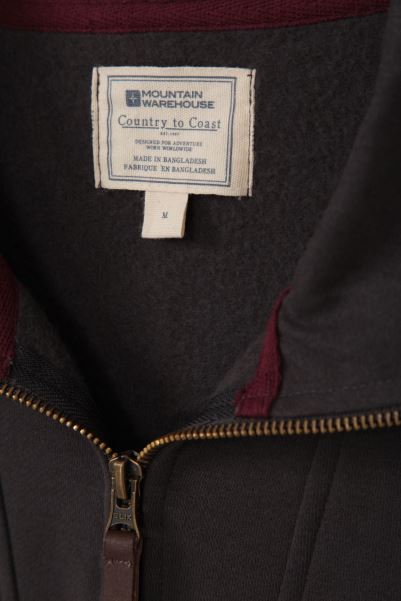 MOUNTAIN
WAREHOUSE
Country to Coast
EST. 1997
DESIGNED FOR ADVENTURE
WORN WORLDWIDE
MADE IN BANGLADESH
FABRIQUE EN BANGLADESH
M